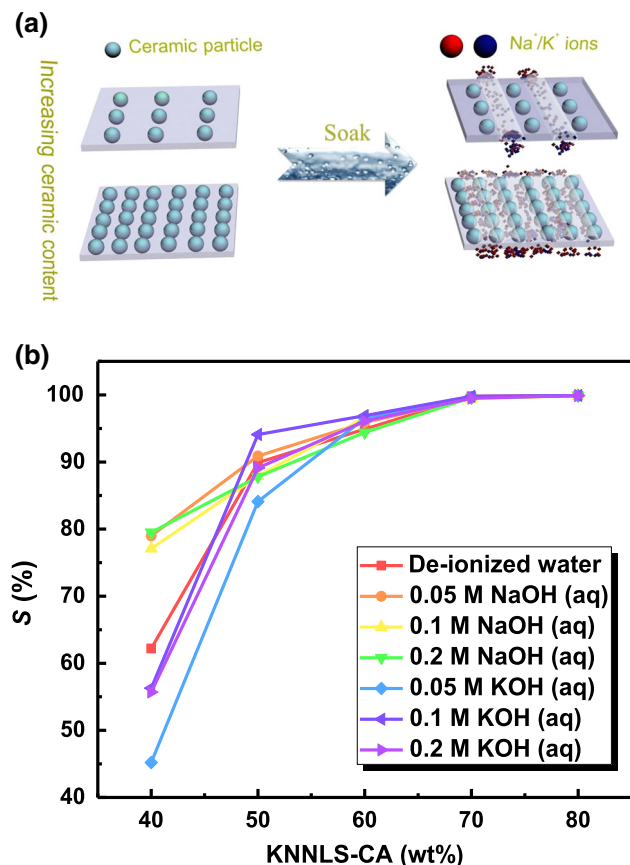 (a)
Ceramic particle
Na⁺/K⁺ ions
Increasing ceramic content
Soak
(b)
S (%)
100
90
80
70
60
50
40
De-ionized water
0.05 M NaOH (aq)
0.1 M NaOH (aq)
0.2 M NaOH (aq)
0.05 M KOH (aq)
0.1 M KOH (aq)
0.2 M KOH (aq)
40 50 60 70 80
KNNLS-CA (wt%)